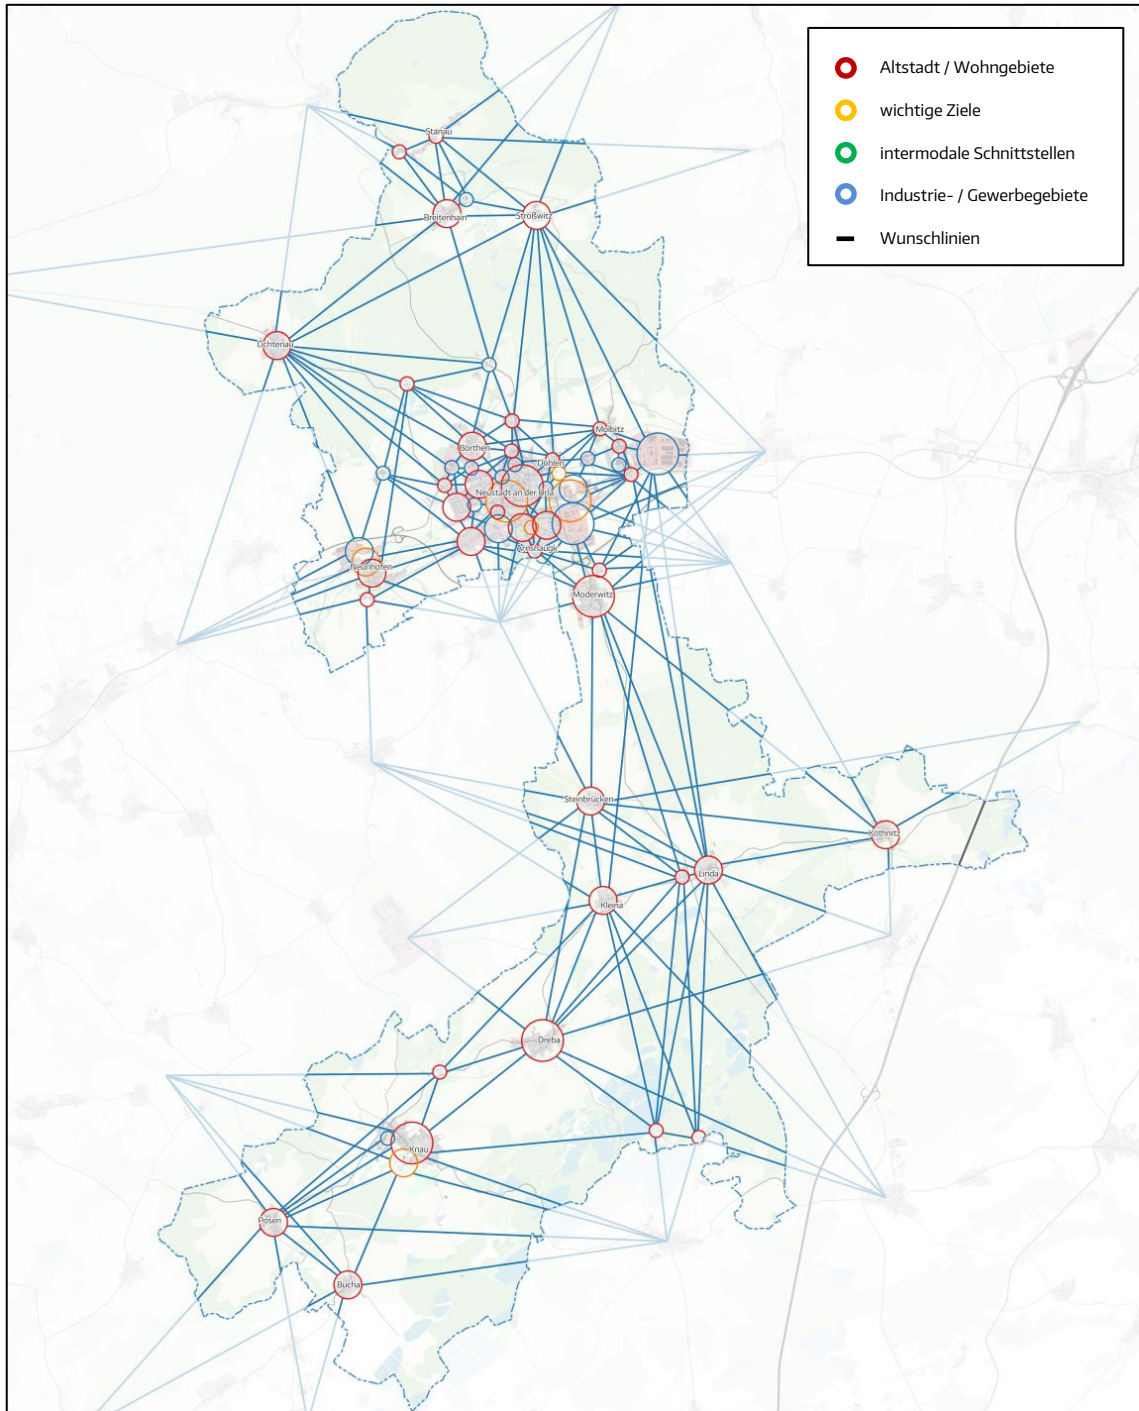 Altstadt / Wohngebiete
wichtige Ziele
intermodale Schnittstellen
Industrie- / Gewerbegebiete
Wunschlinien
Stanau
Breitenhain
Stroßwitz
Lichtenau
Molbitz
Börthen
Döhlen
Neustadt an der Orla
Arnshaugk
Neunhofen
Moderwitz
Steinbrücken
Köthnitz
Linda
Kleina
Dreba
Knau
Posen
Bucha